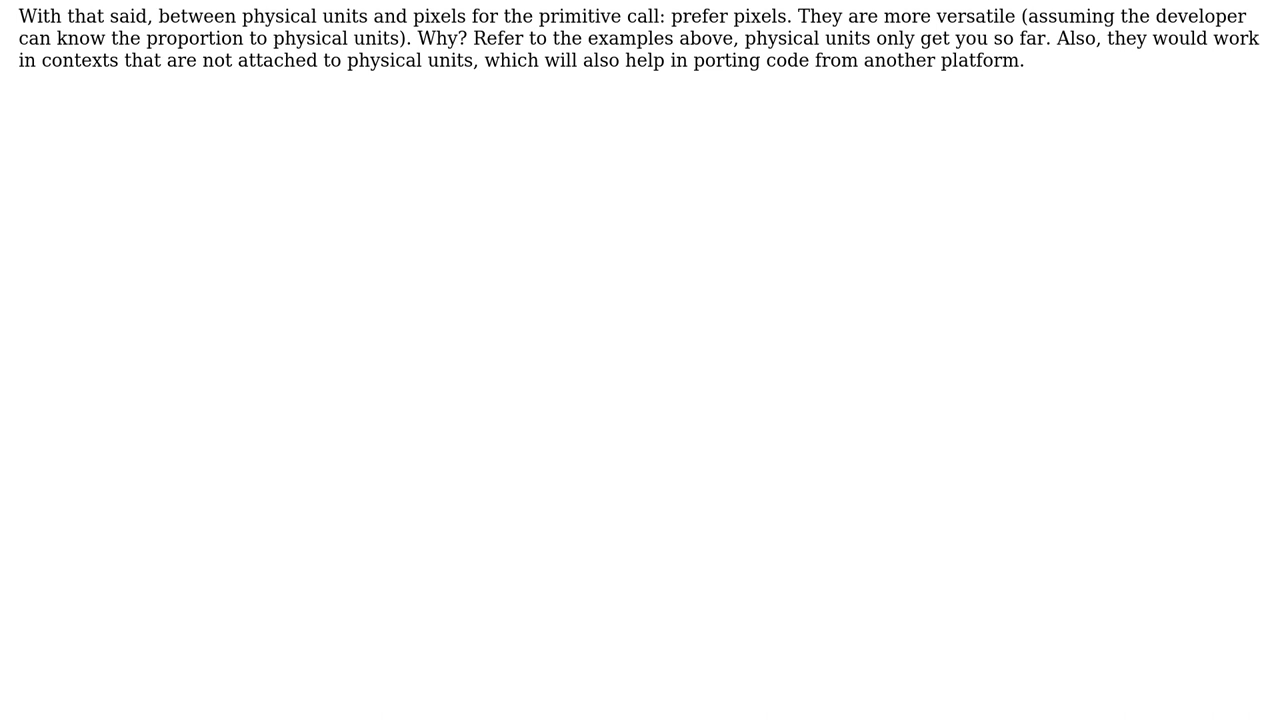 With that said, between physical units and pixels for the primitive call: prefer pixels. They are more versatile (assuming the developer
can know the proportion to physical units). Why? Refer to the examples above, physical units only get you so far. Also, they would work
in contexts that are not attached to physical units, which will also help in porting code from another platform.